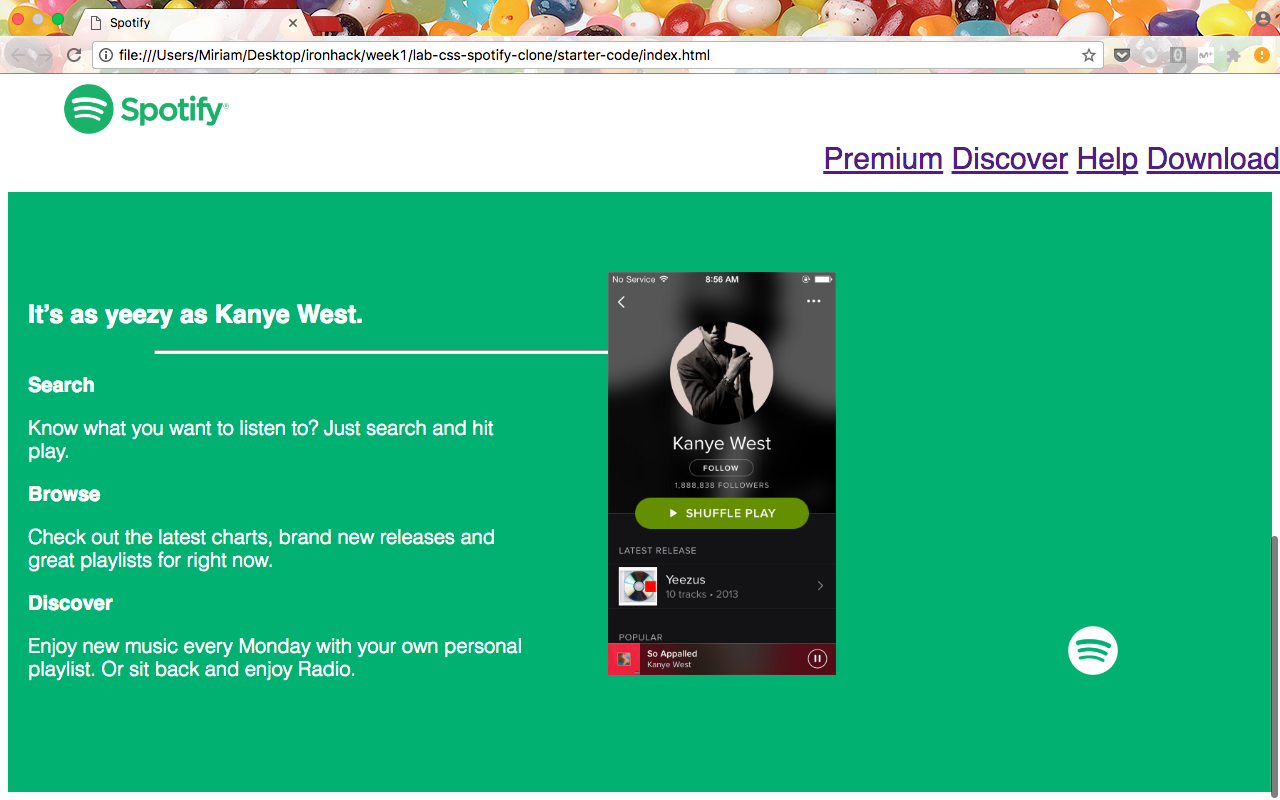 Spotify
file:///Users/Miriam/Desktop/ironhack/week1/lab-css-spotify-clone/starter-code/index.html
Spotify®
Premium Discover Help Download
It’s as yeezy as Kanye West.
Search
Know what you want to listen to? Just search and hit
play.
Browse
Check out the latest charts, brand new releases and
great playlists for right now.
Discover
Enjoy new music every Monday with your own personal
playlist. Or sit back and enjoy Radio.
No Service 8:56 AM
Kanye West
FOLLOW
1,888,838 FOLLOWERS
SHUFFLE PLAY
LATEST RELEASE
Yeezus
10 tracks • 2013
POPULAR
So Appalled
Kanye West